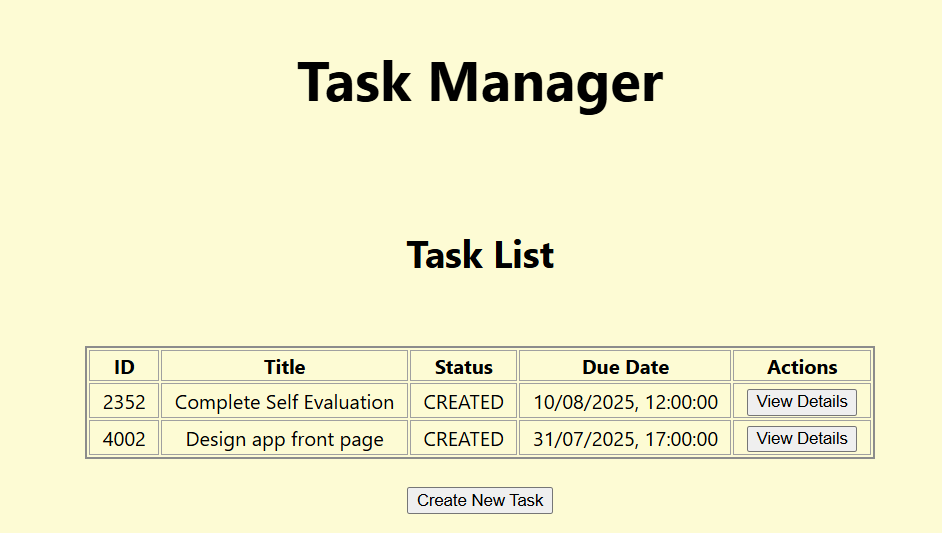 Task Manager
Task List
ID Title Status Due Date Actions
2352 Complete Self Evaluation CREATED 10/08/2025, 12:00:00 View Details
4002 Design app front page CREATED 31/07/2025, 17:00:00 View Details
Create New Task